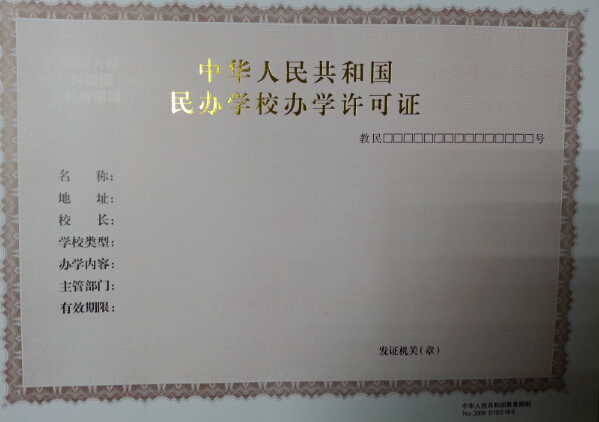 中华人民共和国
民办学校办学许可证
教民□□□□□□□□□□□□□□□号
名　　称：
地　　址：
校　　长：
学校类型：
办学内容：
主管部门：
有效期限：
发证机关（章）
中华人民共和国教育部制